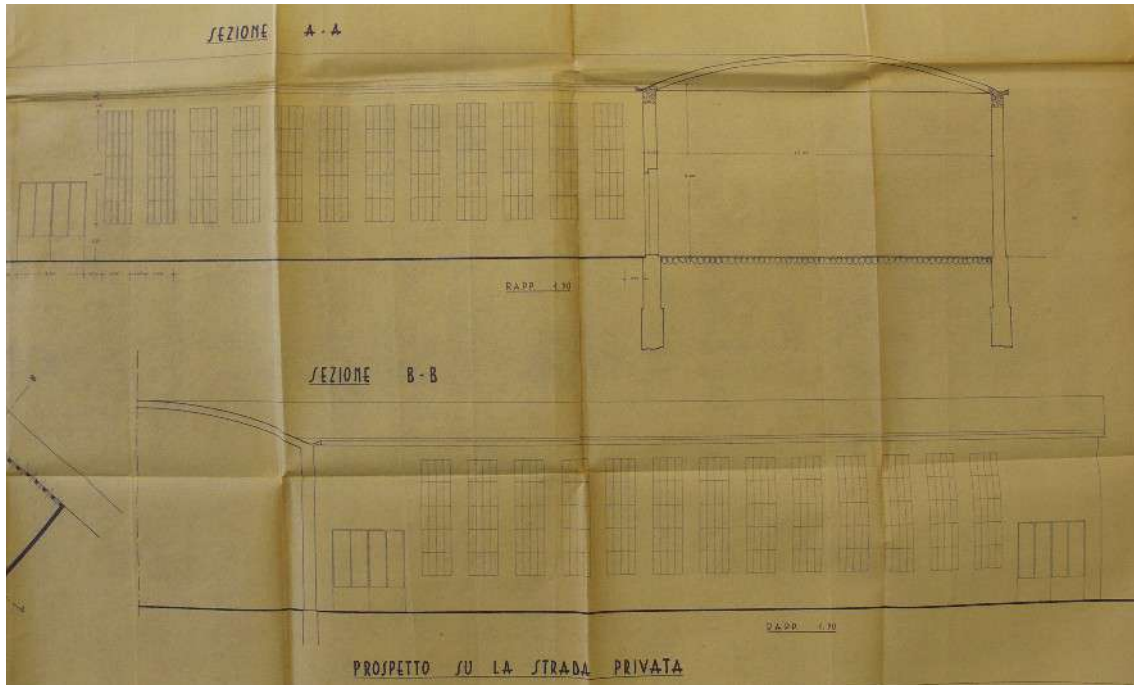 SEZIONE A-A
RAPP. 1:50
SEZIONE B-B
RAPP. 1:50
PROSPETTO SU LA STRADA PRIVATA